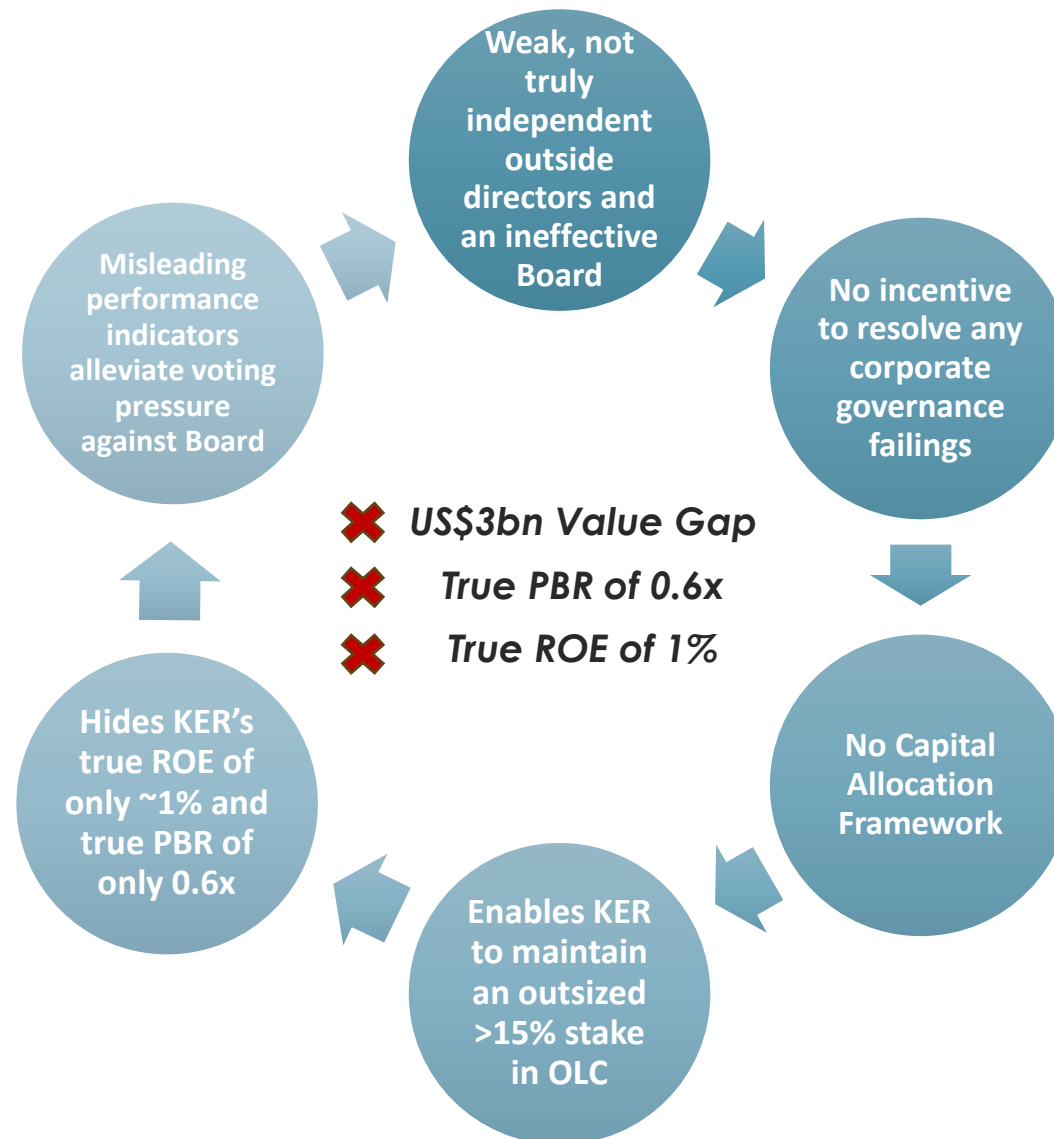 Weak, not
truly
independent
outside
directors and
an ineffective
Board
No incentive
to resolve any
corporate
governance
failings
No Capital
Allocation
Framework
Enables KER
to maintain
an outsized
>15% stake
in OLC
Hides KER’s
true ROE of
only ~1% and
true PBR of
only 0.6x
Misleading
performance
indicators
alleviate voting
pressure
against Board
US$3bn Value Gap
True PBR of 0.6x
True ROE of 1%